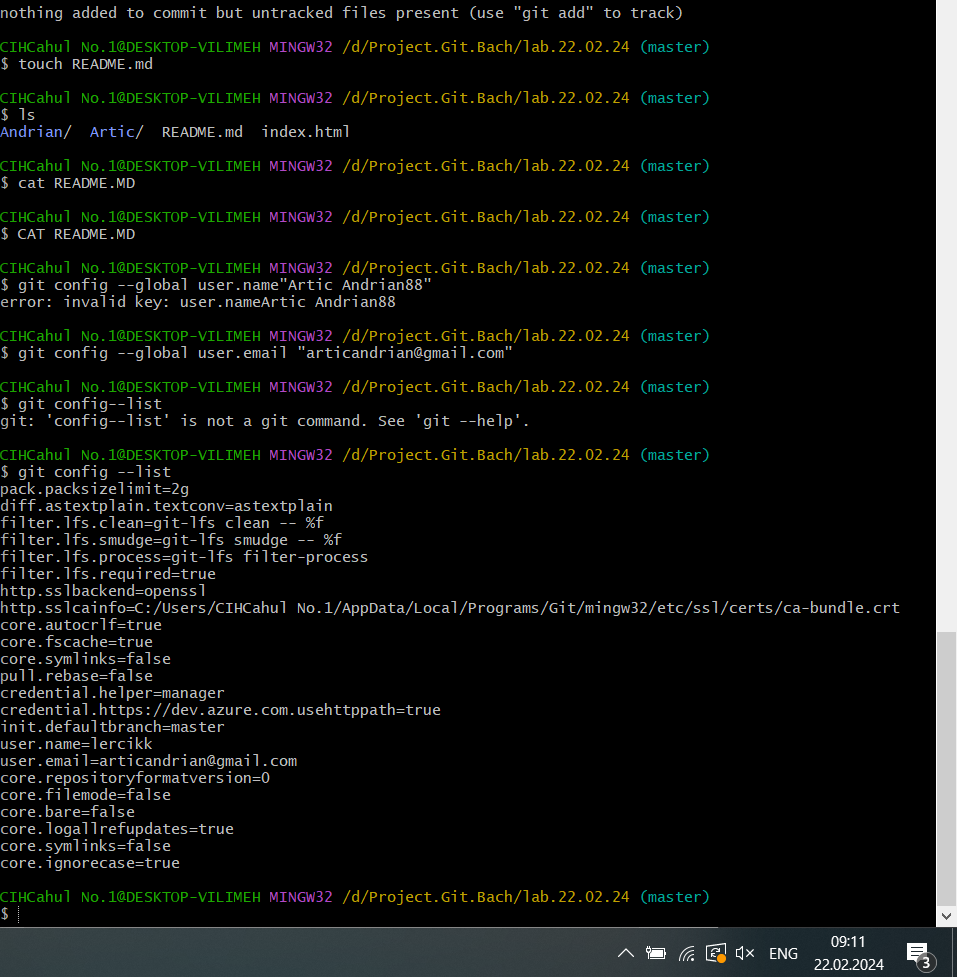 nothing added to commit but untracked files present (use "git add" to track)
CIHCahul No.1@DESKTOP-VILIMEH MINGW32 /d/Project.Git.Bach/lab.22.02.24 (master)
$ touch README.md
CIHCahul No.1@DESKTOP-VILIMEH MINGW32 /d/Project.Git.Bach/lab.22.02.24 (master)
$ ls
Andrian/  Artic/  README.md  index.html
CIHCahul No.1@DESKTOP-VILIMEH MINGW32 /d/Project.Git.Bach/lab.22.02.24 (master)
$ cat README.MD
CIHCahul No.1@DESKTOP-VILIMEH MINGW32 /d/Project.Git.Bach/lab.22.02.24 (master)
$ CAT README.MD
CIHCahul No.1@DESKTOP-VILIMEH MINGW32 /d/Project.Git.Bach/lab.22.02.24 (master)
$ git config --global user.name"Artic Andrian88"
error: invalid key: user.nameArtic Andrian88
CIHCahul No.1@DESKTOP-VILIMEH MINGW32 /d/Project.Git.Bach/lab.22.02.24 (master)
$ git config --global user.email "articandrian@gmail.com"
CIHCahul No.1@DESKTOP-VILIMEH MINGW32 /d/Project.Git.Bach/lab.22.02.24 (master)
$ git config--list
git: 'config--list' is not a git command. See 'git --help'.
CIHCahul No.1@DESKTOP-VILIMEH MINGW32 /d/Project.Git.Bach/lab.22.02.24 (master)
$ git config --list
pack.packsizelimit=2g
diff.astextplain.textconv=astextplain
filter.lfs.clean=git-lfs clean -- %f
filter.lfs.smudge=git-lfs smudge -- %f
filter.lfs.process=git-lfs filter-process
filter.lfs.required=true
http.sslbackend=openssl
http.sslcainfo=C:/Users/CIHCahul No.1/AppData/Local/Programs/Git/mingw32/etc/ssl/certs/ca-bundle.crt
core.autocrlf=true
core.fscache=true
core.symlinks=false
pull.rebase=false
credential.helper=manager
credential.https://dev.azure.com.usehttppath=true
init.defaultbranch=master
user.name=lercikk
user.email=articandrian@gmail.com
core.repositoryformatversion=0
core.filemode=false
core.bare=false
core.logallrefupdates=true
core.symlinks=false
core.ignorecase=true
CIHCahul No.1@DESKTOP-VILIMEH MINGW32 /d/Project.Git.Bach/lab.22.02.24 (master)
$
ENG
09:11
22.02.2024
3